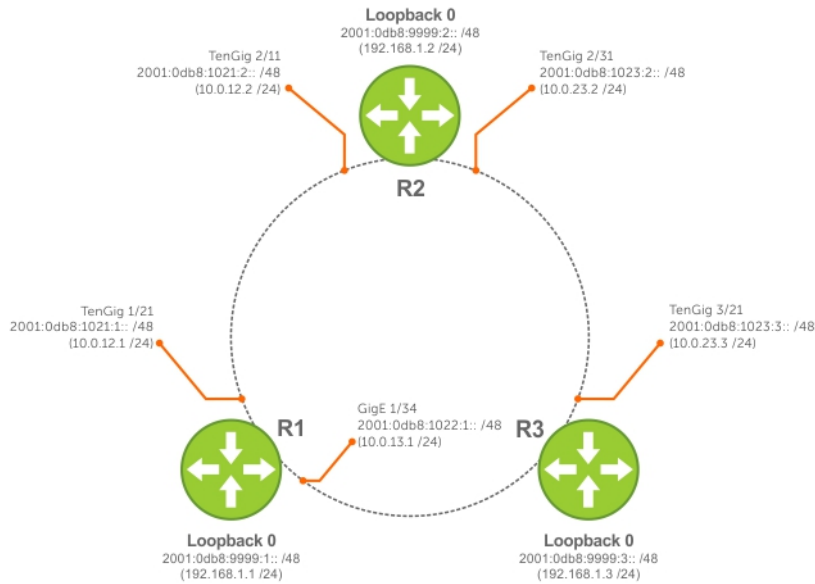 Loopback 0
2001:0db8:9999:2:: /48
(192.168.1.2 /24)
TenGig 2/11
2001:0db8:1021:2:: /48
(10.0.12.2 /24)
TenGig 2/31
2001:0db8:1023:2:: /48
(10.0.23.2 /24)
R2
TenGig 1/21
2001:0db8:1021:1:: /48
(10.0.12.1 /24)
TenGig 3/21
2001:0db8:1023:3:: /48
(10.0.23.3 /24)
R1
GigE 1/34
2001:0db8:1022:1:: /48
(10.0.13.1 /24)
R3
Loopback 0
2001:0db8:9999:1:: /48
(192.168.1.1 /24)
Loopback 0
2001:0db8:9999:3:: /48
(192.168.1.3 /24)